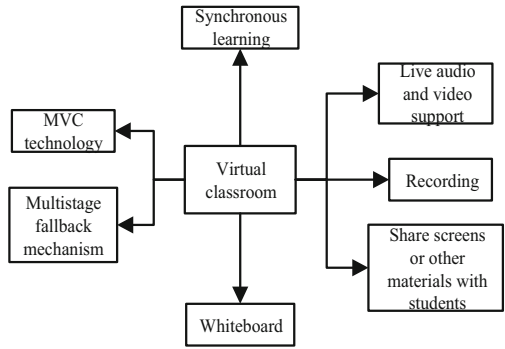 Synchronous
learning
Live audio
and video
support
MVC
technology
Virtual
classroom
Recording
Multistage
fallback
mechanism
Share screens
or other
materials with
students
Whiteboard